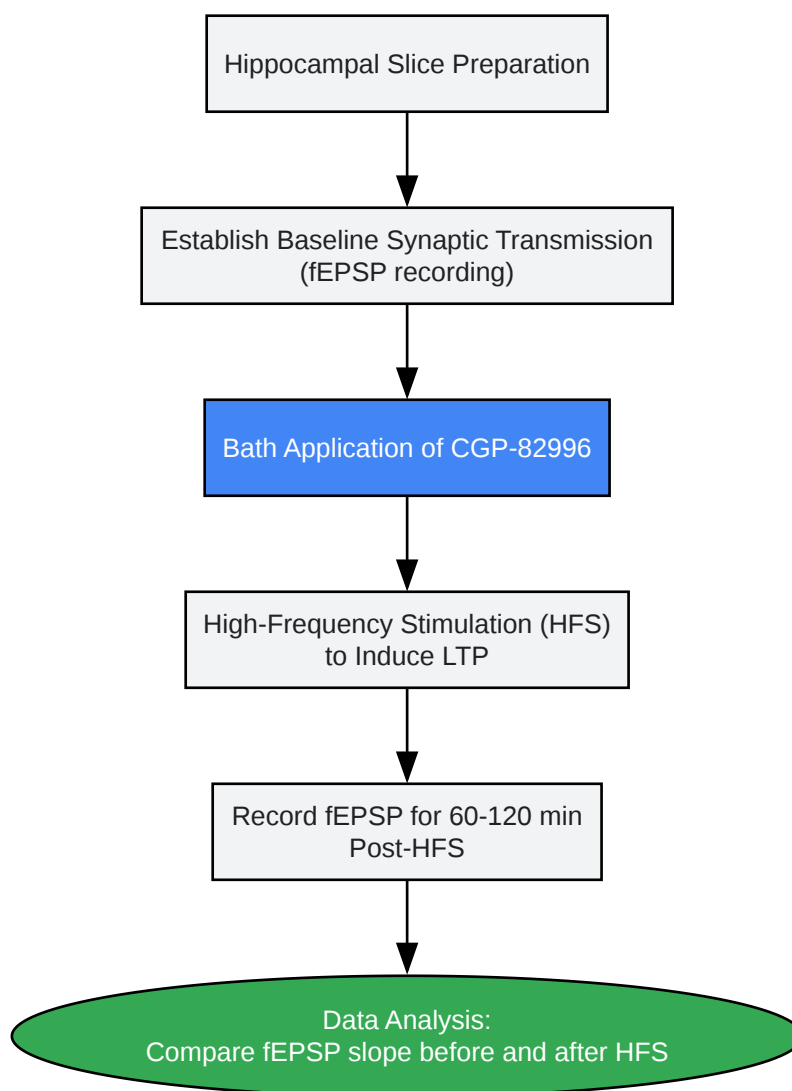 Hippocampal Slice Preparation
Establish Baseline Synaptic Transmission
(fEPSP recording)
Bath Application of CGP-82996
High-Frequency Stimulation (HFS)
to Induce LTP
Record fEPSP for 60-120 min
Post-HFS
Data Analysis:
Compare fEPSP slope before and after HFS